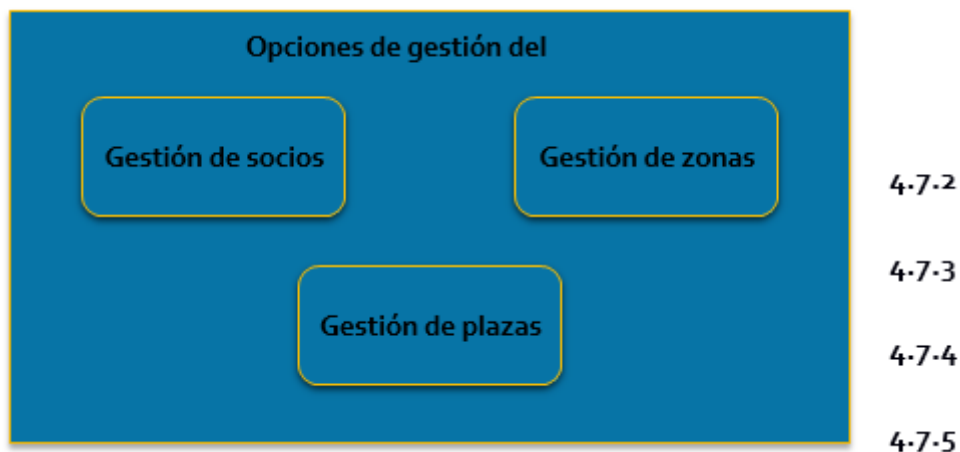 Opciones de gestión del
Gestión de socios
Gestión de zonas
Gestión de plazas
4.7.2
4.7.3
4.7.4
4.7.5